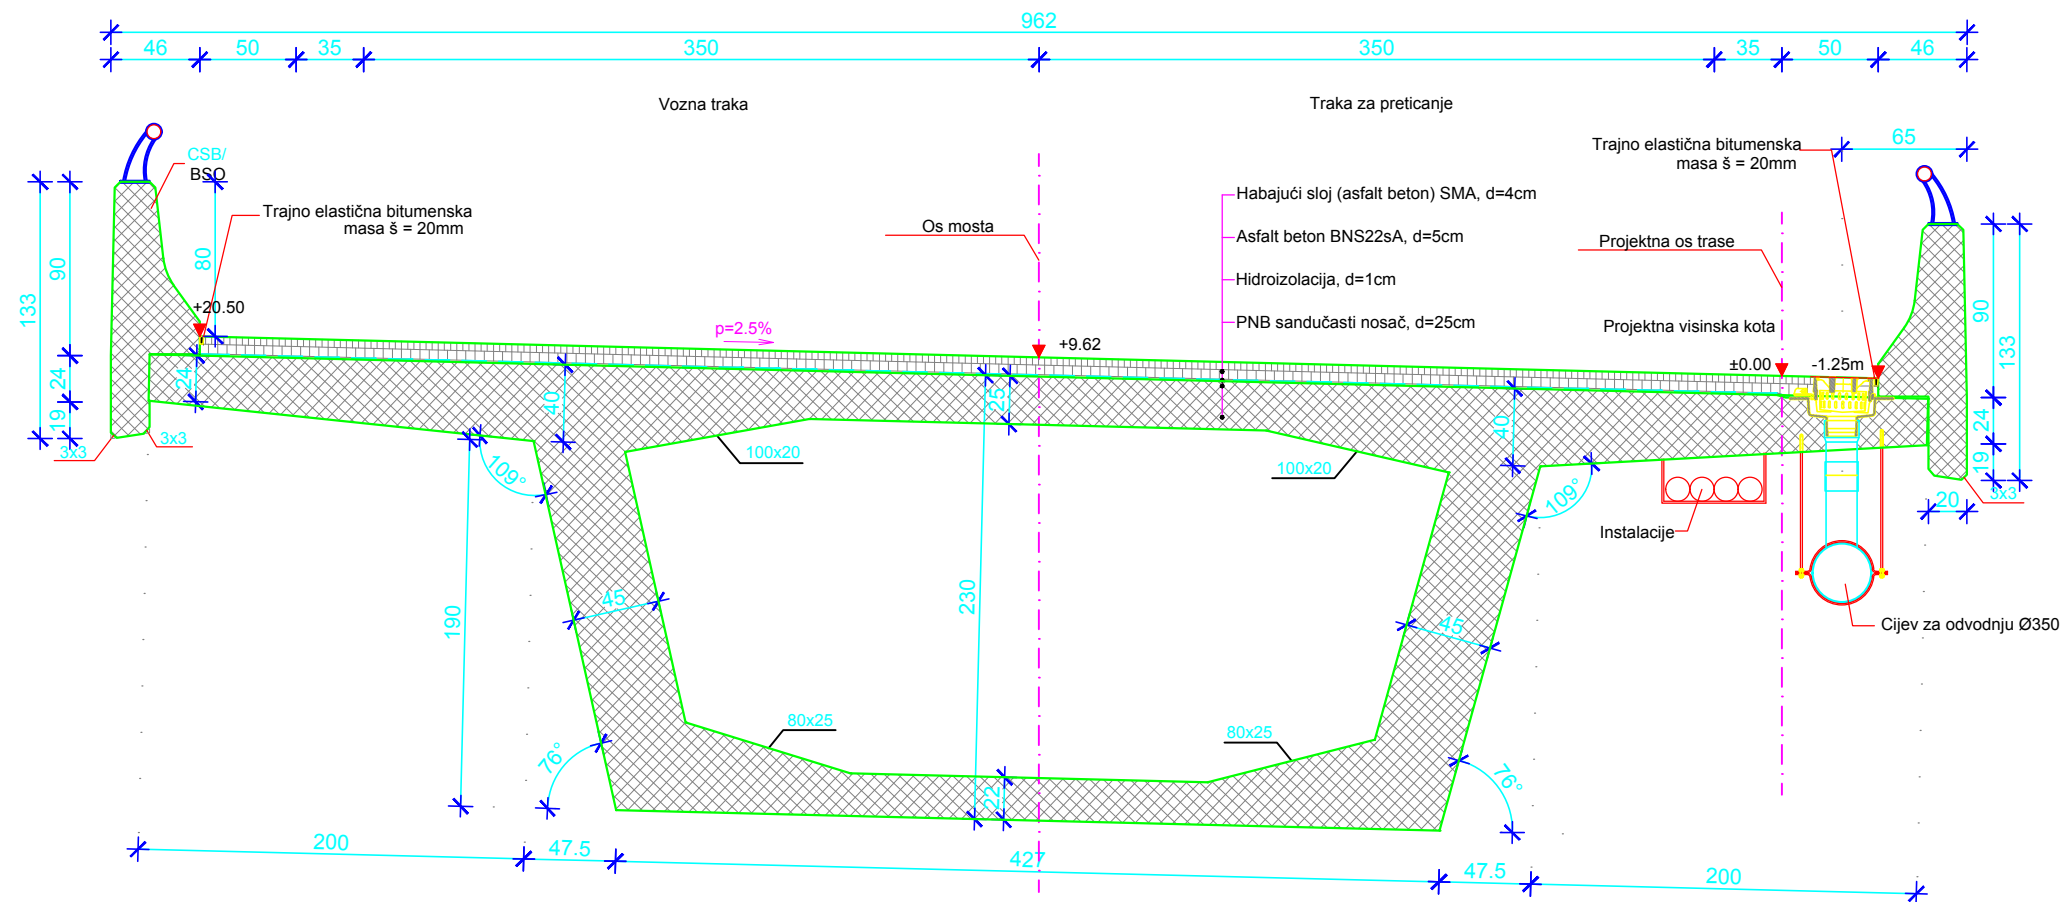 962
46 50 35 350 350 35 50 46
Vozna traka
Traka za preticanje
65
CSB/
BSO
Trajno elastična bitumenska
masa š = 20mm
Trajno elastična bitumenska
masa š = 20mm
Habajući sloj (asfalt beton) SMA, d=4cm
Asfalt beton BNS22sA, d=5cm
Hidroizolacija, d=1cm
PNB sandučasti nosač, d=25cm
Os mosta
Projektna os trase
Projektna visinska kota
80
133
90
24
19
+20.50
p=2.5%
+9.62
±0.00
-1.25m
90
133
24
19
24
40
25
40
3x3
3x3
100x20
100x20
109°
109°
20
3x3
Instalacije
190
45
230
45
Cijev za odvodnju Ø350
80x25
80x25
76°
76°
22
200 47.5 427 47.5 200